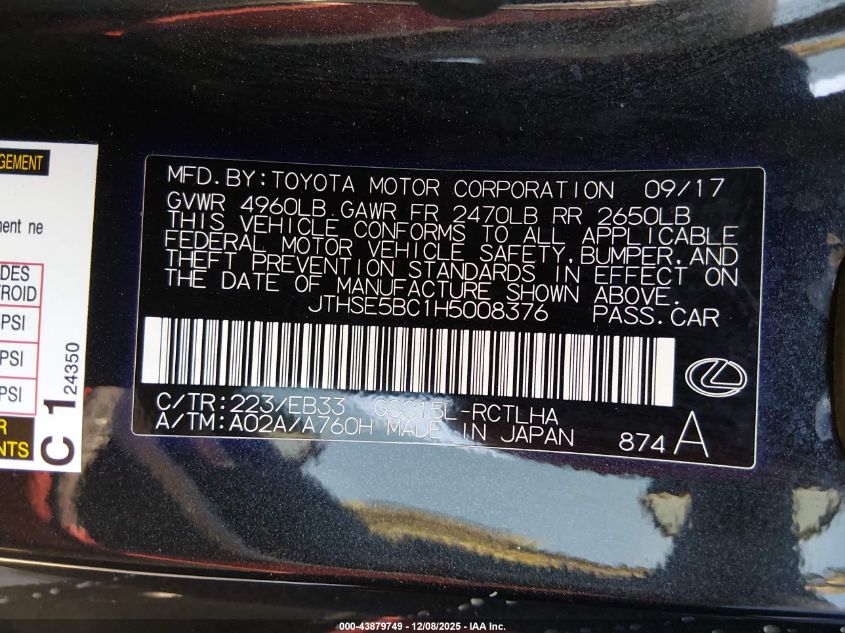 GEMENT
ment ne
DES
ROID
PSI
PSI
PSI
R
NTS
C 1 24350
MFD.BY:TOYOTA MOTOR CORPORATION 09/17
GVWR 4960LB GAWR FR 2470LB RR 2650LB
THIS VEHICLE CONFORMS TO ALL APPLICABLE
FEDERAL MOTOR VEHICLE SAFETY,BUMPER,AND
THEFT PREVENTION STANDARDS IN EFFECT ON
THE DATE OF MANUFACTURE SHOWN ABOVE.
JTHSE5BC1H5008376 PASS.CAR
C/TR:223/EB33 GSC15L-RCTLHA
A/TM:A02A/A760H MADE IN JAPAN 874 A
000-43879749 - 12/08/2025 - IAA Inc.